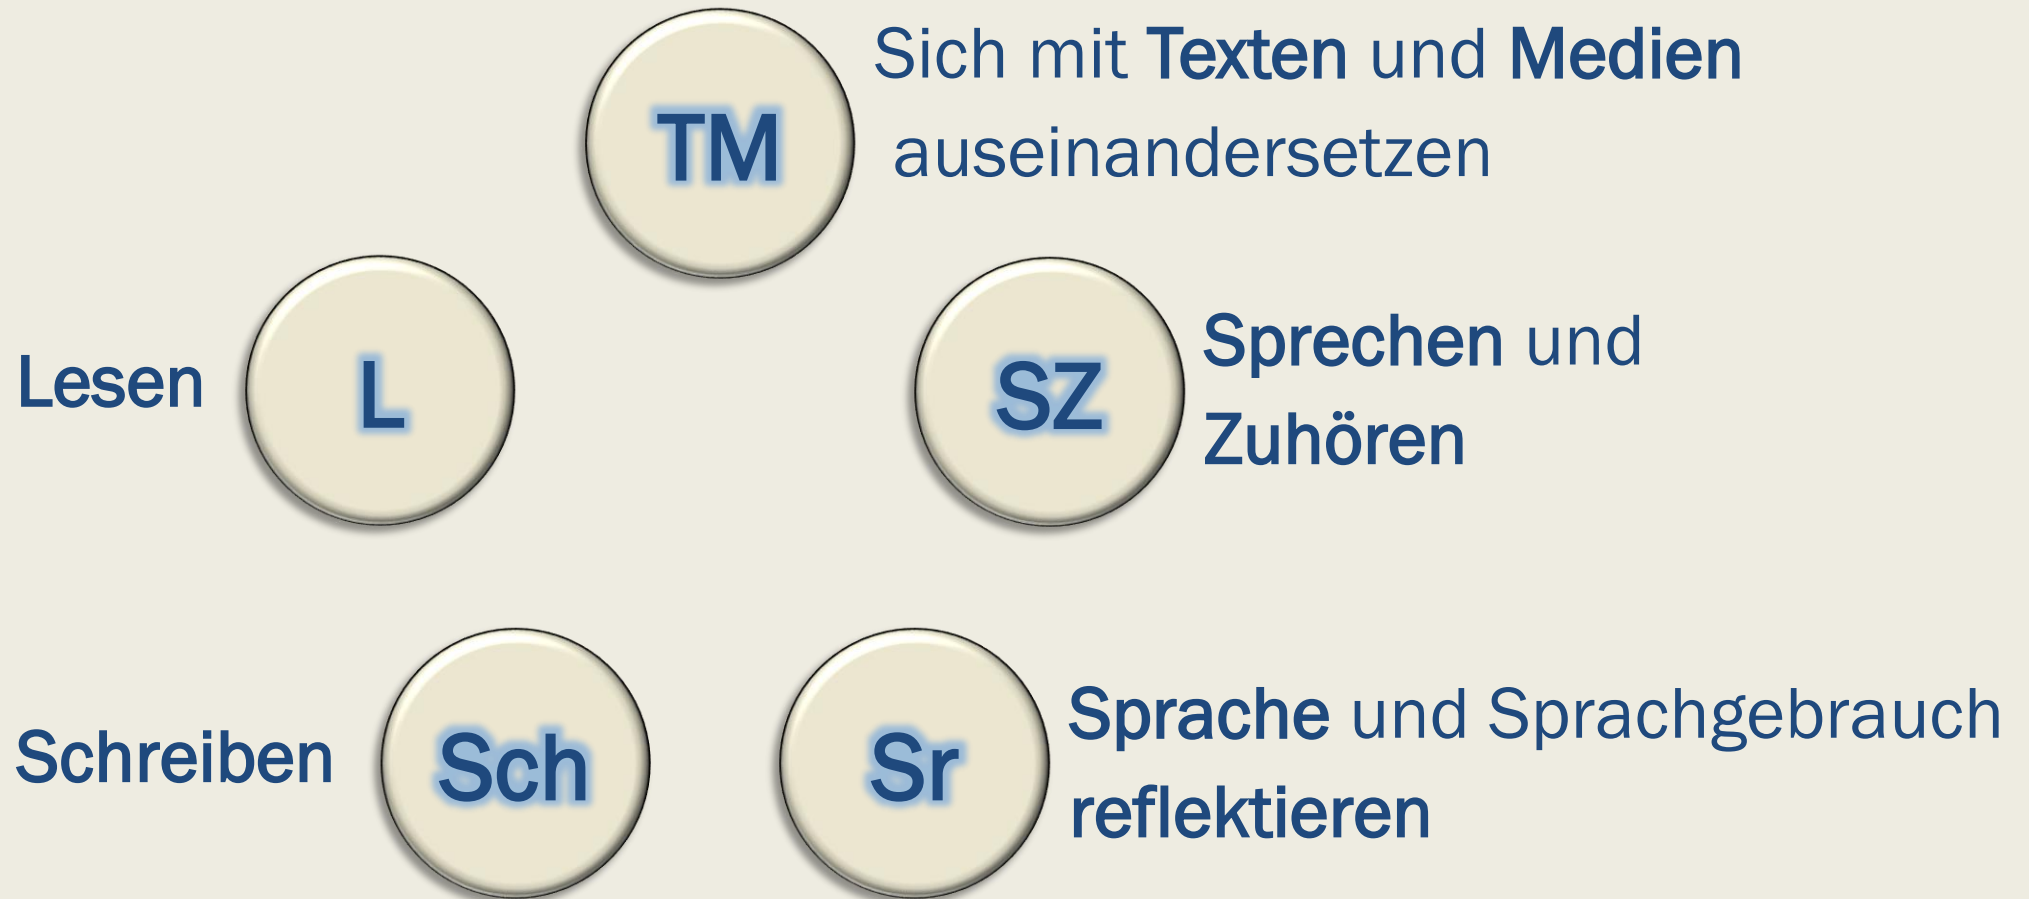 Sich mit Texten und Medien
auseinandersetzen
TM
Lesen
L
SZ
Sprechen und
Zuhören
Schreiben
Sch
Sr
Sprache und Sprachgebrauch
reflektieren